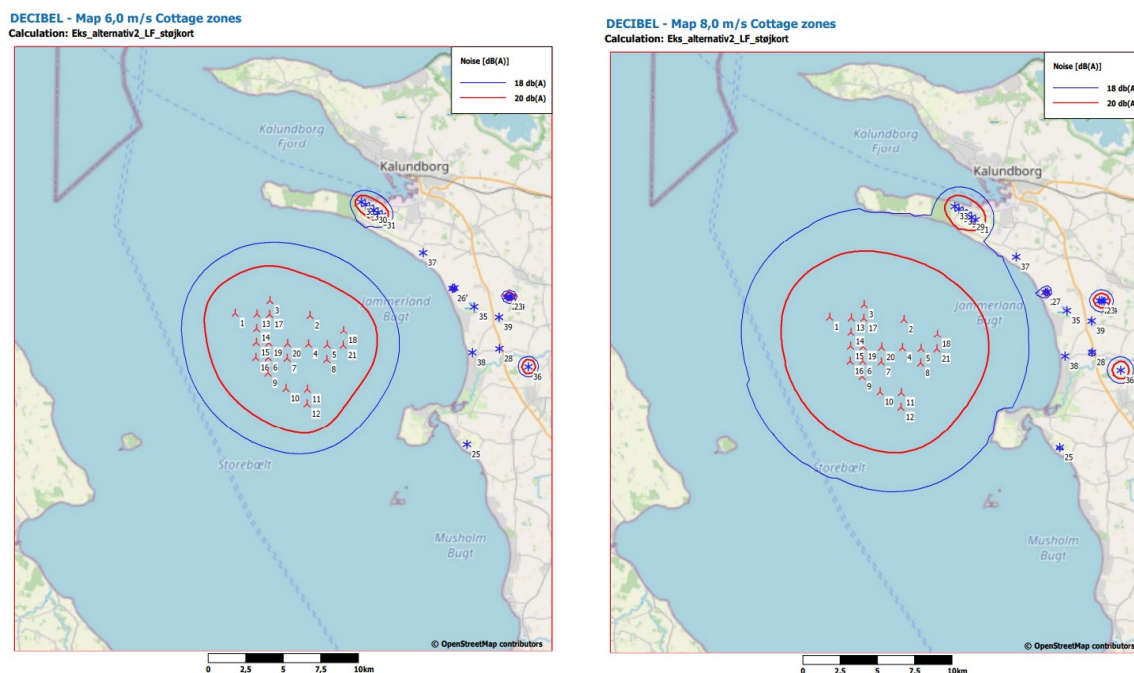 DECIBEL - Map 6,0 m/s Cottage zones
Calculation: Eks_alternativ2_LF_støjkort
Noise [dB(A)]
18 db(A)
20 db(A)
Kalundborg
Fjord
Kalundborg
30
31
37
26
35
39
3
1
13 17
2
14
18
15 19 20 4 5 21
16 6 7 8
9
10 11
12
38
28
36
Jammerland
Bugt
25
Storebælt
Musholm
Bugt
© OpenStreetMap contributors
0 2,5 5 7,5 10km
DECIBEL - Map 8,0 m/s Cottage zones
Calculation: Eks_alternativ2_LF_støjkort
Noise [dB(A)]
18 db(A)
20 db(A)
Kalundborg
Fjord
Kalundborg
37
27
35
39
3
1
13 17
2
14
18
15 19 20 4 5 21
16 6 7 8
9
10 11
12
38
28
36
Jammerland
Bugt
25
Storebælt
Musholm
Bugt
© OpenStreetMap contributors
0 2,5 5 7,5 10km